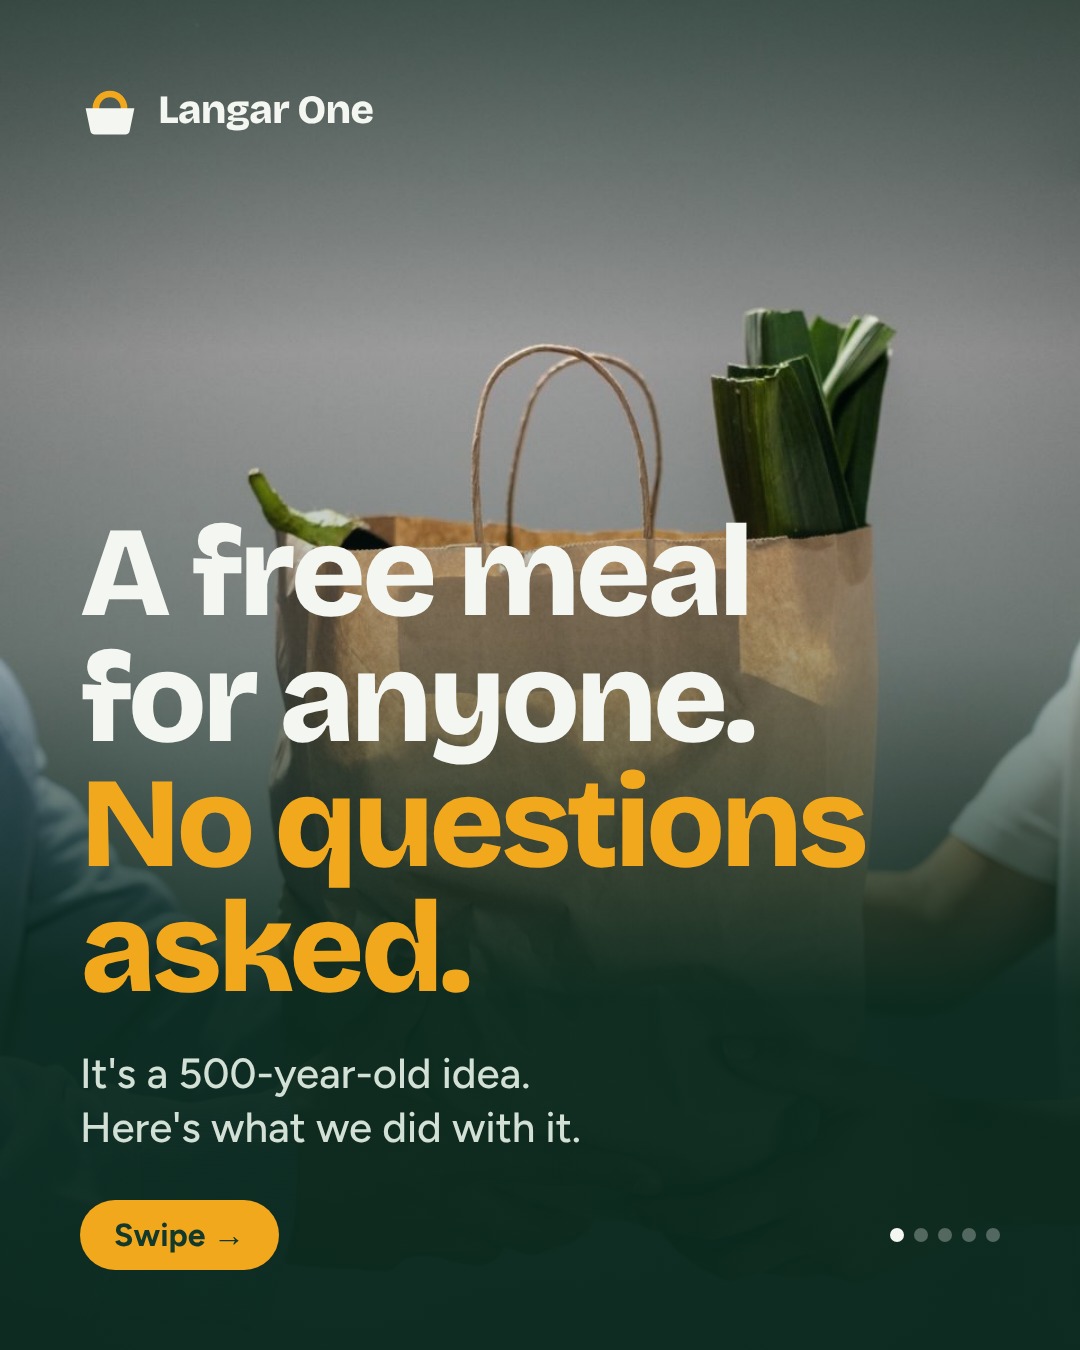 Langar One
A free meal
for anyone.
No questions
asked.
It's a 500-year-old idea.
Here's what we did with it.
Swipe →